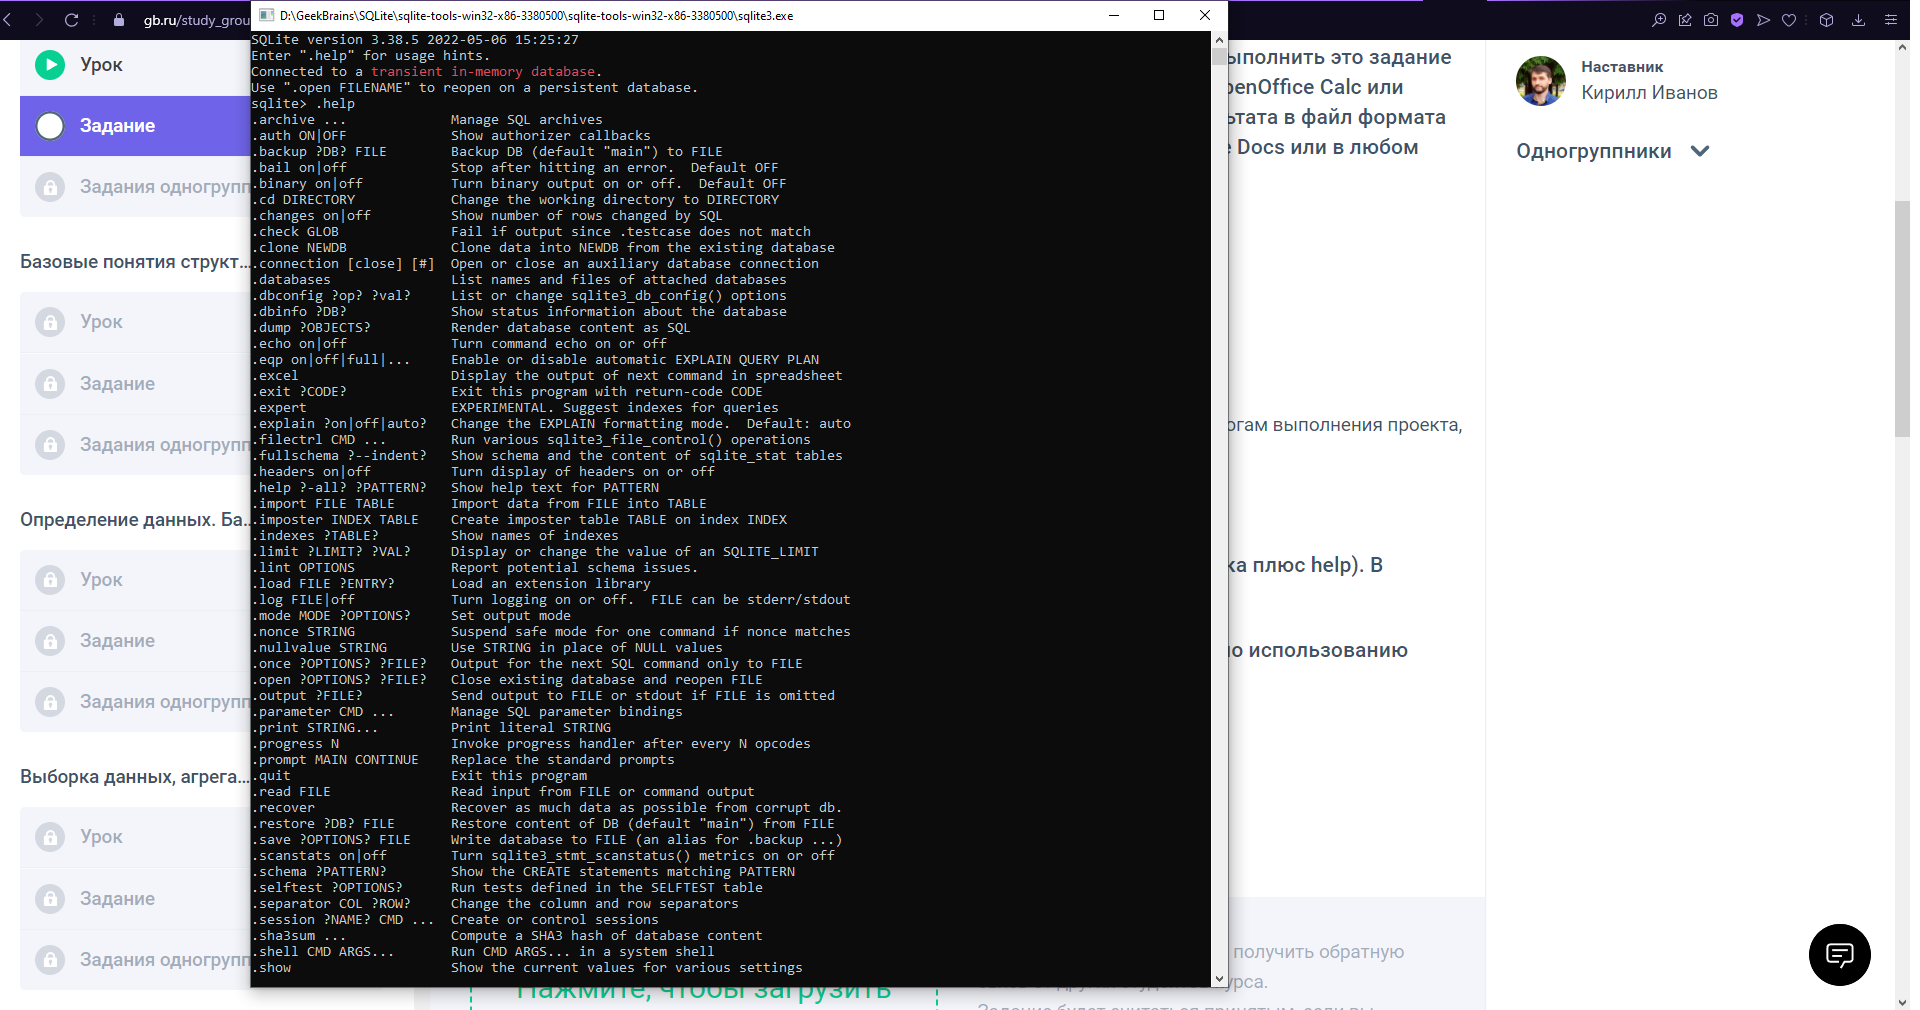 gb.ru/study_grou
Урок
Задание
Задания одногрупп
Базовые понятия структ...
Урок
Задание
Задания одногрупп
Определение данных. Ба...
Урок
Задание
Задания одногрупп
Выборка данных, агрега...
Урок
Задание
Задания одногрупп
D:\GeekBrains\SQLite\sqlite-tools-win32-x86-3380500\sqlite-tools-win32-x86-3380500\sqlite3.exe
SQLite version 3.38.5 2022-05-06 15:25:27
Enter ".help" for usage hints.
Connected to a transient in-memory database.
Use ".open FILENAME" to reopen on a persistent database.
sqlite> .help
.archive ... Manage SQL archives
.auth ON|OFF Show authorizer callbacks
.backup ?DB? FILE Backup DB (default "main") to FILE
.bail on|off Stop after hitting an error. Default OFF
.binary on|off Turn binary output on or off. Default OFF
.cd DIRECTORY Change the working directory to DIRECTORY
.changes on|off Show number of rows changed by SQL
.check GLOB Fail if output since .testcase does not match
.clone NEWDB Clone data into NEWDB from the existing database
.connection [close] [#] Open or close an auxiliary database connection
.databases List names and files of attached databases
.dbconfig ?op? ?val? List or change sqlite3_db_config() options
.dbinfo ?DB? Show status information about the database
.dump ?OBJECTS? Render database content as SQL
.echo on|off Turn command echo on or off
.eqp on|off|full|... Enable or disable automatic EXPLAIN QUERY PLAN
.excel Display the output of next command in spreadsheet
.exit ?CODE? Exit this program with return-code CODE
.expert EXPERIMENTAL. Suggest indexes for queries
.explain ?on|off|auto? Change the EXPLAIN formatting mode. Default: auto
.filectrl CMD ... Run various sqlite3_file_control() operations
.fullschema ?--indent? Show schema and the content of sqlite_stat tables
.headers on|off Turn display of headers on or off
.help ?-all? ?PATTERN? Show help text for PATTERN
.import FILE TABLE Import data from FILE into TABLE
.imposter INDEX TABLE Create imposter table TABLE on index INDEX
.indexes ?TABLE? Show names of indexes
.limit ?LIMIT? ?VAL? Display or change the value of an SQLITE_LIMIT
.lint OPTIONS Report potential schema issues.
.load FILE ?ENTRY? Load an extension library
.log FILE|off Turn logging on or off. FILE can be stderr/stdout
.mode MODE ?OPTIONS? Set output mode
.nonce STRING Suspend safe mode for one command if nonce matches
.nullvalue STRING Use STRING in place of NULL values
.once ?OPTIONS? ?FILE? Output for the next SQL command only to FILE
.open ?OPTIONS? ?FILE? Close existing database and reopen FILE
.output ?FILE? Send output to FILE or stdout if FILE is omitted
.parameter CMD ... Manage SQL parameter bindings
.print STRING... Print literal STRING
.progress N Invoke progress handler after every N opcodes
.prompt MAIN CONTINUE Replace the standard prompts
.quit Exit this program
.read FILE Read input from FILE or command output
.recover Recover as much data as possible from corrupt db.
.restore ?DB? FILE Restore content of DB (default "main") from FILE
.save ?OPTIONS? FILE Write database to FILE (an alias for .backup ...)
.scanstats on|off Turn sqlite3_stmt_scanstatus() metrics on or off
.schema ?PATTERN? Show the CREATE statements matching PATTERN
.selftest ?OPTIONS? Run tests defined in the SELFTEST table
.separator COL ?ROW? Change the column and row separators
.session ?NAME? CMD ... Create or control sessions
.sha3sum ... Compute a SHA3 hash of database content
.shell CMD ARGS... Run CMD ARGS... in a system shell
.show Show the current values for various settings
ыполнить это задание
penOffice Calc или
ьтата в файл формата
Docs или в любом
огам выполнения проекта,
ка плюс help). В
по использованию
Нажмите, чтобы загрузить
получить обратную
урса.
Наставник
Кирилл Иванов
Одногруппники